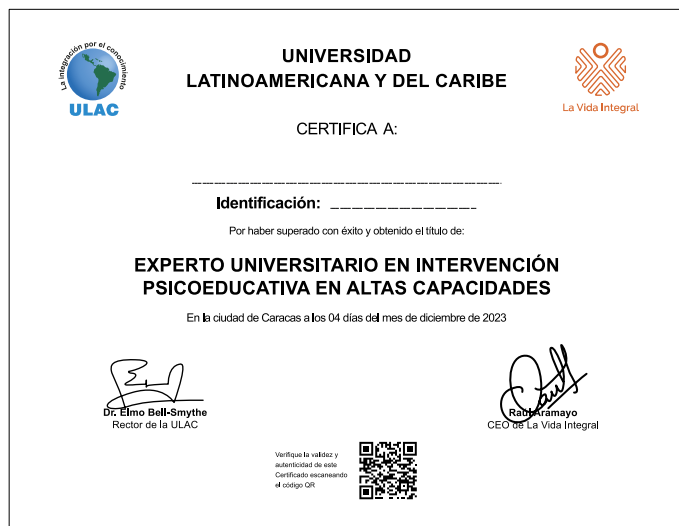 La integración por el conocimiento
ULAC
UNIVERSIDAD
LATINOAMERICANA Y DEL CARIBE
La Vida Integral
CERTIFICA A:
Identificación:
Por haber superado con éxito y obtenido el título de:
EXPERTO UNIVERSITARIO EN INTERVENCIÓN
PSICOEDUCATIVA EN ALTAS CAPACIDADES
En la ciudad de Caracas a los 04 días del mes de diciembre de 2023
Dr. Elmo Bell-Smythe
Rector de la ULAC
Raúl Aramayo
CEO de La Vida Integral
Verifique la validez y
autenticidad de este
Certificado escaneando
el código QR